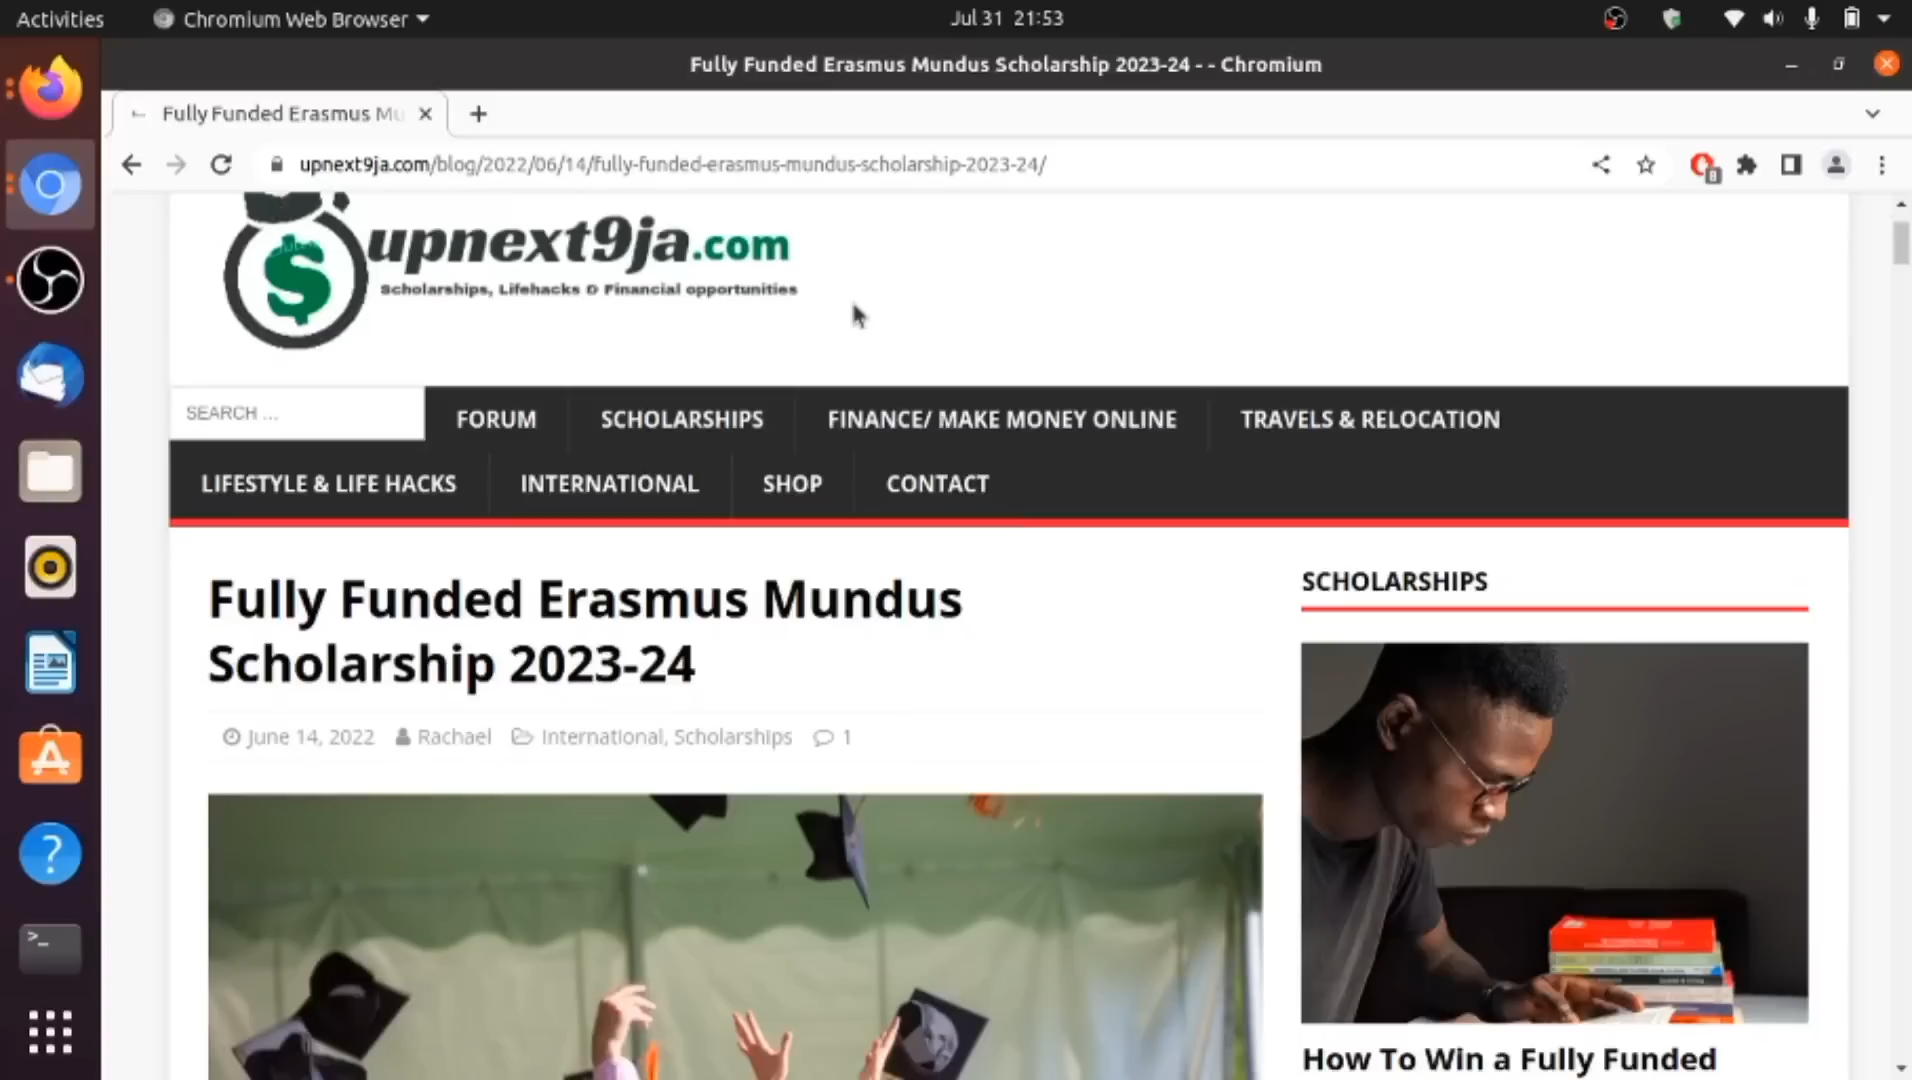 Activities
Chromium Web Browser
Jul 31 21:53
Fully Funded Erasmus Mundus Scholarship 2023-24 - - Chromium
Fully Funded Erasmus Mu
upnext9ja.com/blog/2022/06/14/fully-funded-erasmus-mundus-scholarship-2023-24/
8
upnext9ja.com
Scholarships, Lifehacks & Financial opportunities
SEARCH ...
FORUM
SCHOLARSHIPS
FINANCE/ MAKE MONEY ONLINE
TRAVELS & RELOCATION
LIFESTYLE & LIFE HACKS
INTERNATIONAL
SHOP
CONTACT
Fully Funded Erasmus Mundus
Scholarship 2023-24
June 14, 2022
Rachael
International, Scholarships
1
SCHOLARSHIPS
How To Win a Fully Funded